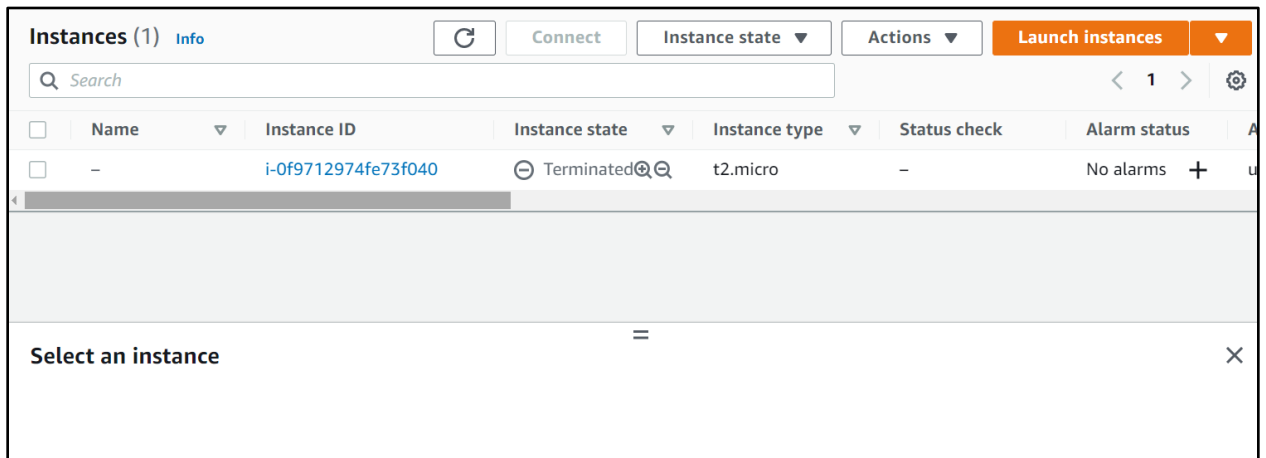 Instances (1) Info Connect Instance state Actions Launch instances
Search 1
Name Instance ID Instance state Instance type Status check Alarm status A
– i-0f9712974fe73f040 Terminated t2.micro – No alarms + u
Select an instance